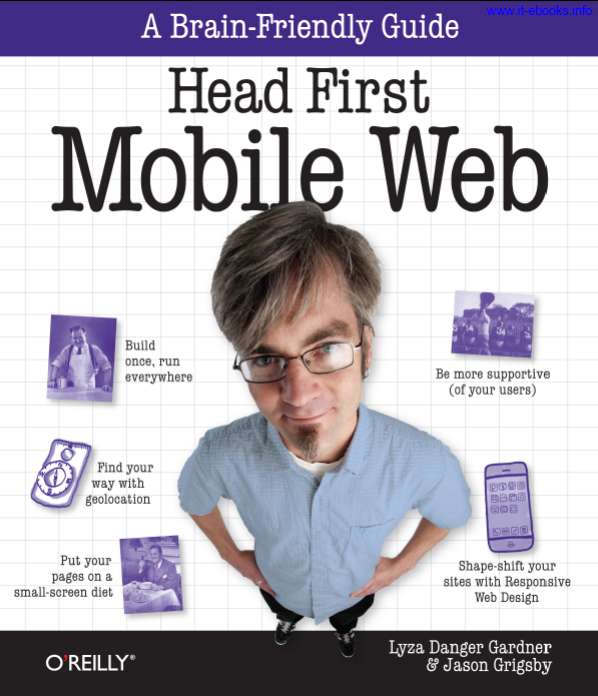 www.it-ebooks.info
A Brain-Friendly Guide
Head First
Mobile Web
Build
once, run
everywhere
Be more supportive
(of your users)
Find your
way with
geolocation
Put your
pages on a
small-screen diet
Shape-shift your
sites with Responsive
Web Design
O'REILLY®
Lyza Danger Gardner
& Jason Grigsby